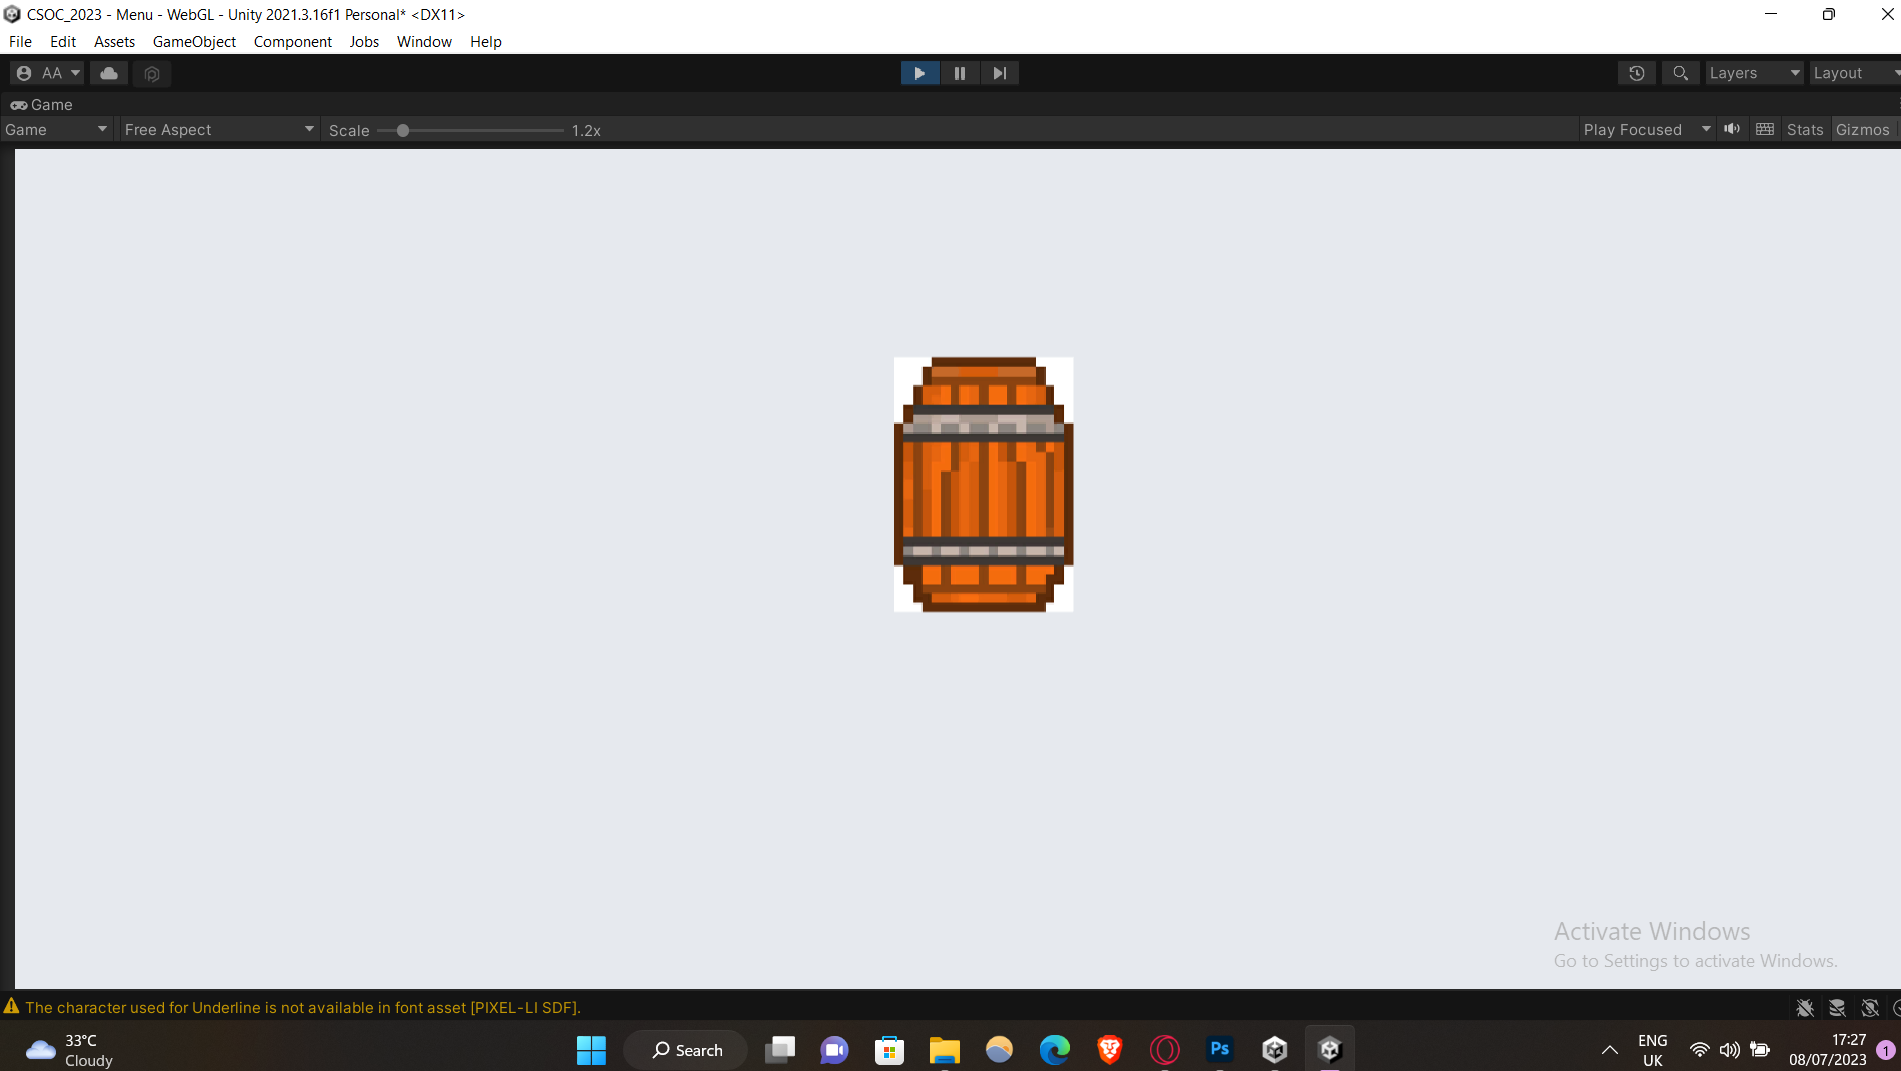 CSOC_2023 - Menu - WebGL - Unity 2021.3.16f1 Personal* <DX11>
File Edit Assets GameObject Component Jobs Window Help
AA Layers Layout
Game
Game Free Aspect Scale 1.2x Play Focused Stats Gizmos
Activate Windows
Go to Settings to activate Windows.
The character used for Underline is not available in font asset [PIXEL-LI SDF].
33°C
Cloudy
Search
Ps
ENG
UK
17:27
08/07/2023
1